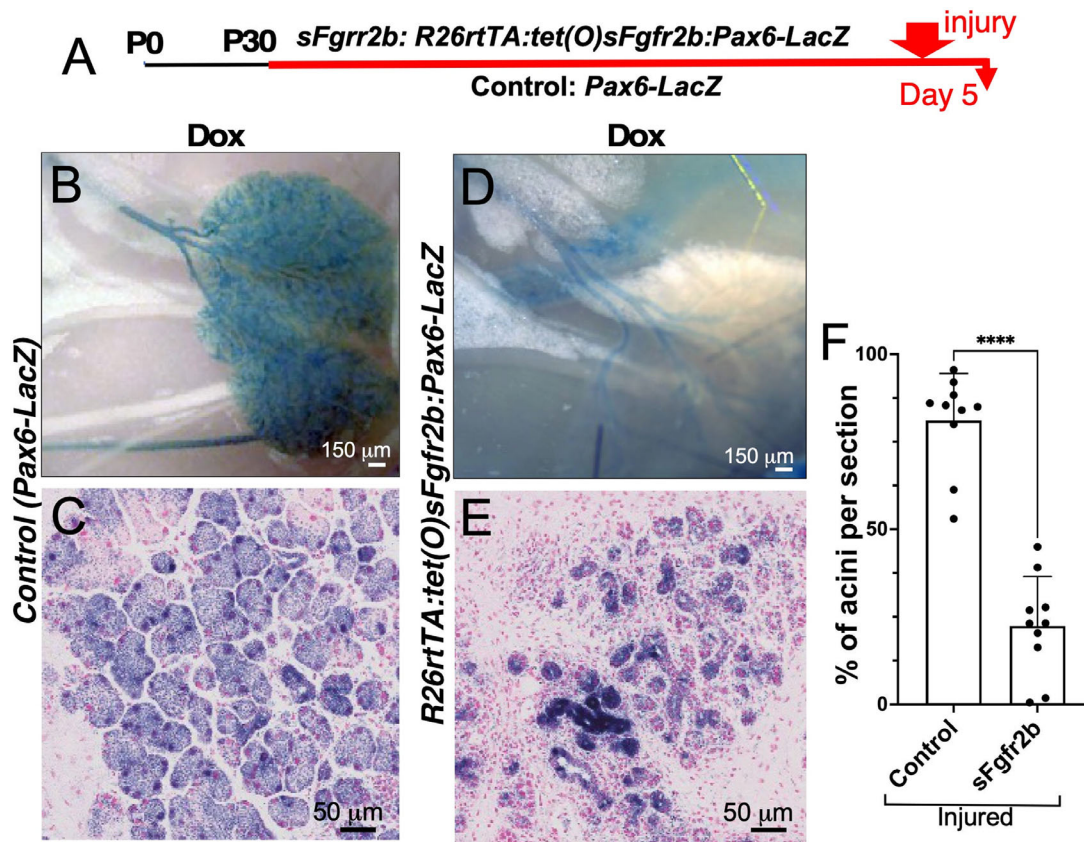 A
P0
P30
sFgrr2b: R26rtTA:tet(O)sFgfr2b:Pax6-LacZ
injury
Control: Pax6-LacZ
Day 5
Dox
Dox
Control (Pax6-LacZ)
B
150 µm
C
50 µm
R26rtTA:tet(O)sFgfr2b:Pax6-LacZ
D
150 µm
E
50 µm
F
****
% of acini per section
100
50
0
Control
sFgfr2b
Injured